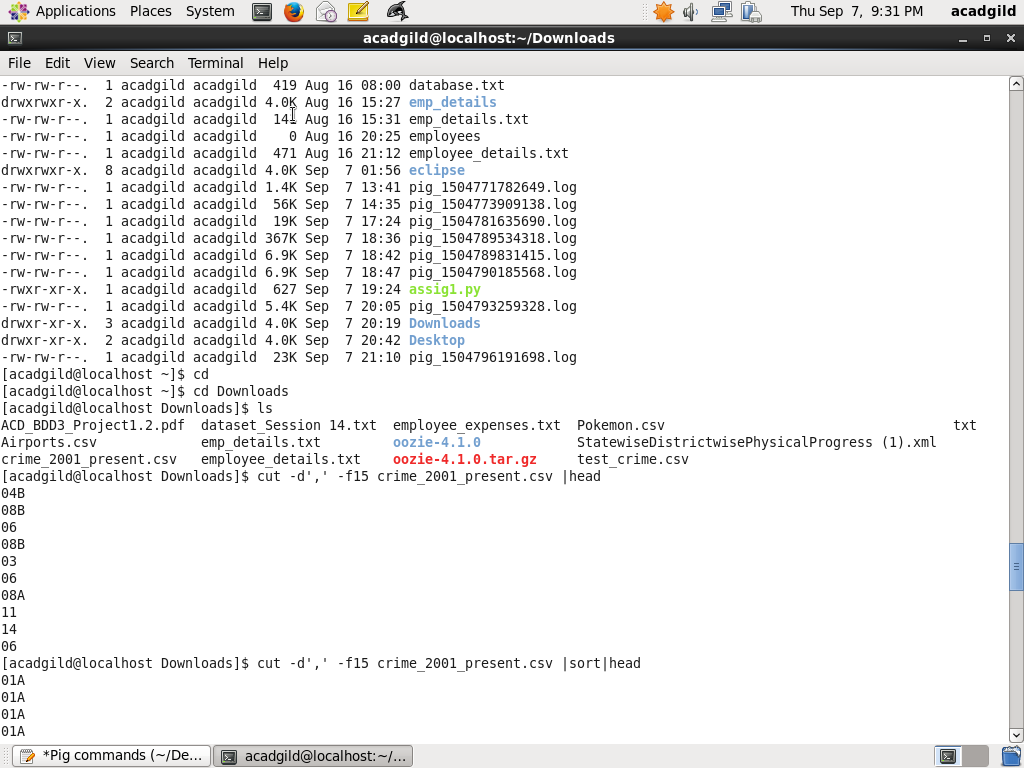 Applications Places System Thu Sep 7, 9:31 PM acadgild
acadgild@localhost:~/Downloads
File Edit View Search Terminal Help
-rw-rw-r--. 1 acadgild acadgild 419 Aug 16 08:00 database.txt
drwxrwxr-x. 2 acadgild acadgild 4.0K Aug 16 15:27 emp_details
-rw-rw-r--. 1 acadgild acadgild Aug 16 15:31 emp_details.txt
-rw-rw-r--. 1 acadgild acadgild 0 Aug 16 20:25 employees
-rw-rw-r--. 1 acadgild acadgild 471 Aug 16 21:12 employee_details.txt
drwxrwxr-x. 8 acadgild acadgild 4.0K Sep 7 01:56 eclipse
-rw-rw-r--. 1 acadgild acadgild 1.4K Sep 7 13:41 pig_1504771782649.log
-rw-rw-r--. 1 acadgild acadgild 56K Sep 7 14:35 pig_1504773909138.log
-rw-rw-r--. 1 acadgild acadgild 19K Sep 7 17:24 pig_1504781635690.log
-rw-rw-r--. 1 acadgild acadgild 367K Sep 7 18:36 pig_1504789534318.log
-rw-rw-r--. 1 acadgild acadgild 6.9K Sep 7 18:42 pig_1504789831415.log
-rw-rw-r--. 1 acadgild acadgild 6.9K Sep 7 18:47 pig_1504790185568.log
-rwxr-xr-x. 1 acadgild acadgild 627 Sep 7 19:24 assig1.py
-rw-rw-r--. 1 acadgild acadgild 5.4K Sep 7 20:05 pig_1504793259328.log
drwxr-xr-x. 3 acadgild acadgild 4.0K Sep 7 20:19 Downloads
drwxr-xr-x. 2 acadgild acadgild 4.0K Sep 7 20:42 Desktop
-rw-rw-r--. 1 acadgild acadgild 23K Sep 7 21:10 pig_1504796191698.log
[acadgild@localhost ~]$ cd
[acadgild@localhost ~]$ cd Downloads
[acadgild@localhost Downloads]$ ls
ACD_BDD3_Project1.2.pdf dataset_Session 14.txt employee_expenses.txt Pokemon.csv txt
Airports.csv emp_details.txt oozie-4.1.0 StatewiseDistrictwisePhysicalProgress (1).xml
crime_2001_present.csv employee_details.txt oozie-4.1.0.tar.gz test_crime.csv
[acadgild@localhost Downloads]$ cut -d',' -f15 crime_2001_present.csv |head
04B
08B
06
08B
03
06
08A
11
14
06
[acadgild@localhost Downloads]$ cut -d',' -f15 crime_2001_present.csv |sort|head
01A
01A
01A
01A
*Pig commands (~/De... acadgild@localhost:~/...